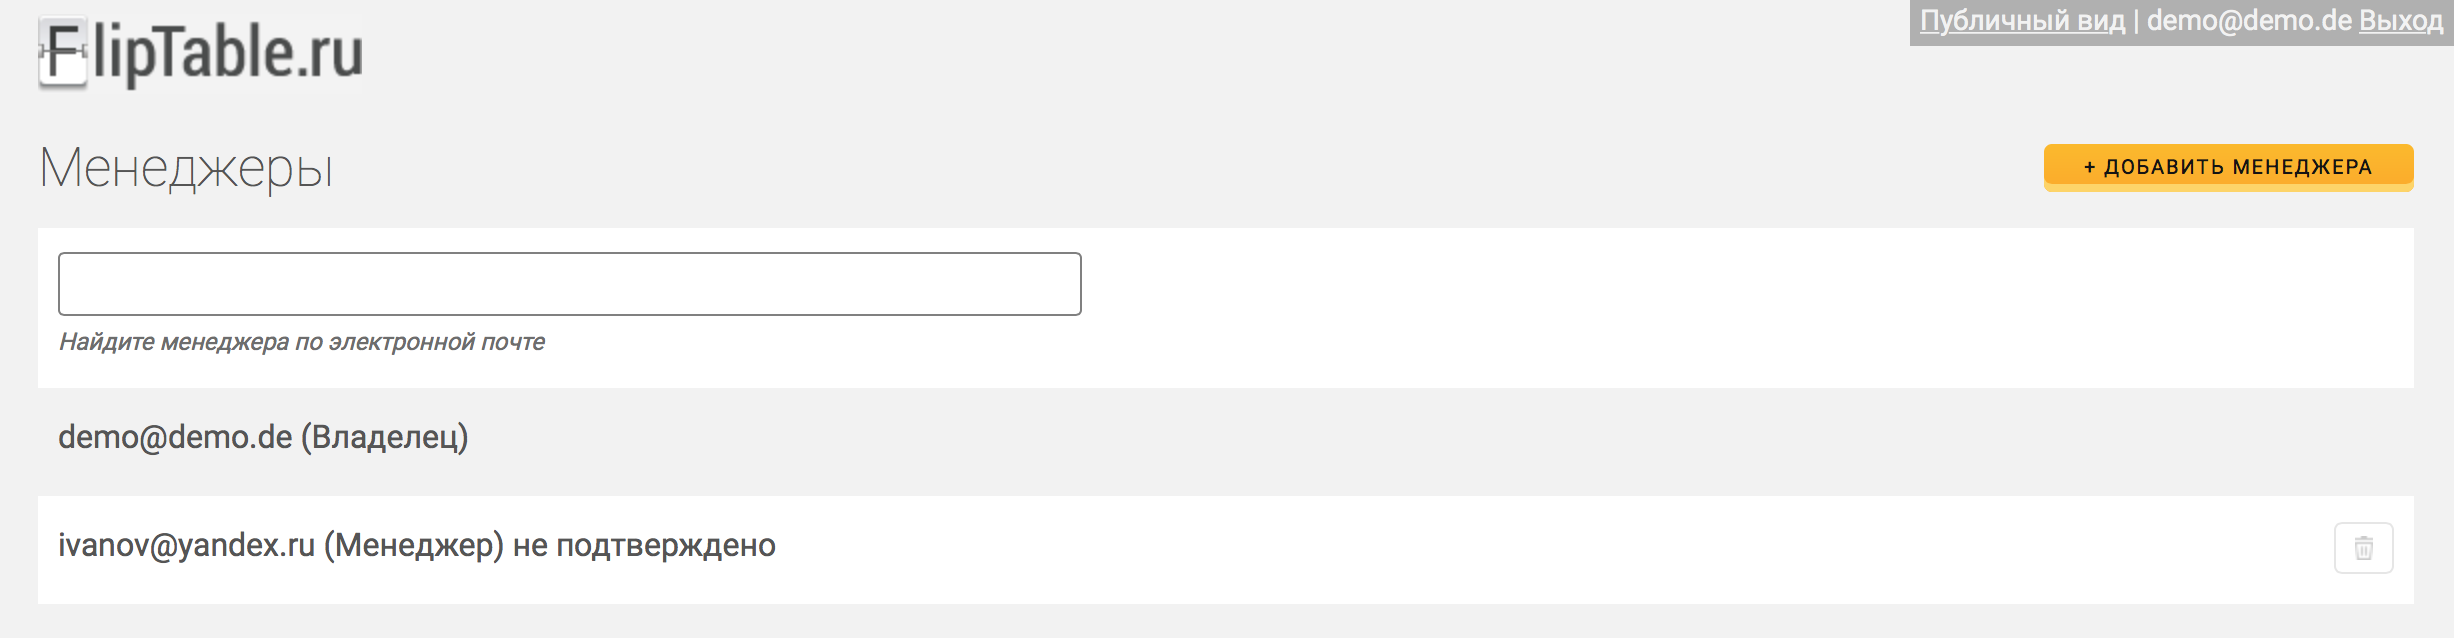 FlipTable.ru
Публичный вид | demo@demo.de Выход
Менеджеры
+ ДОБАВИТЬ МЕНЕДЖЕРА
Найдите менеджера по электронной почте
demo@demo.de (Владелец)
ivanov@yandex.ru (Менеджер) не подтверждено